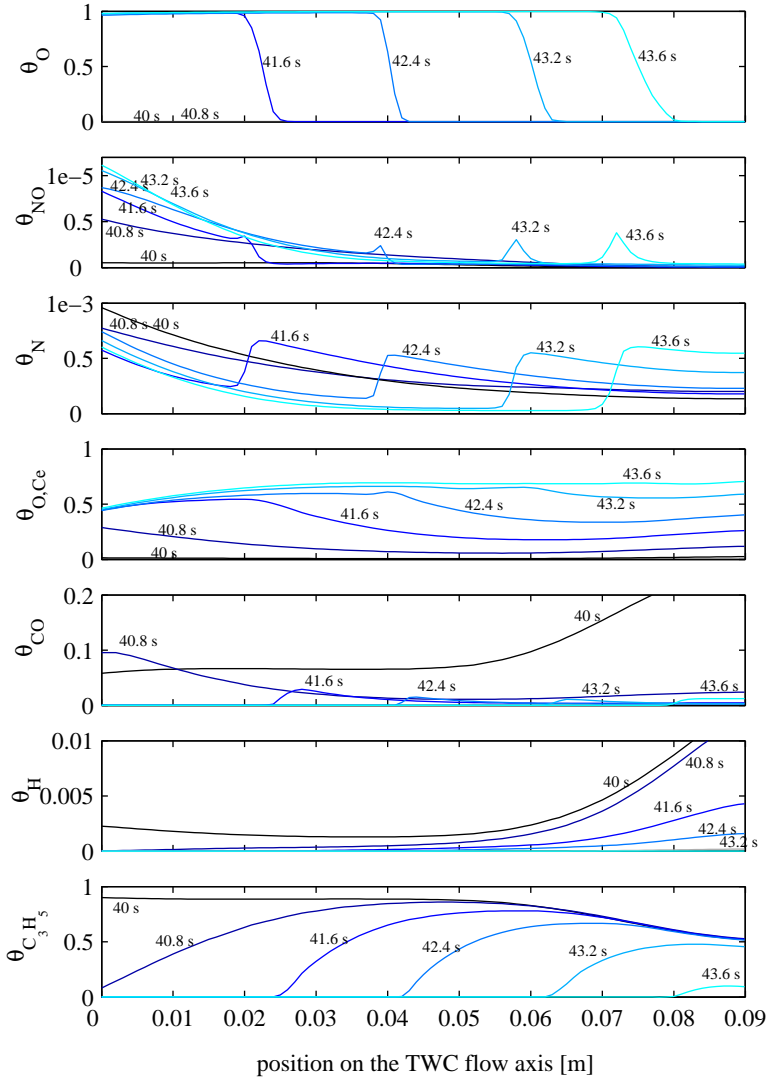 1
0.5
0
θ_O
41.6 s
42.4 s
43.2 s
43.6 s
40 s
40.8 s
1e−5
0.5
0
θ_NO
42.4 s
43.2 s
43.6 s
41.6 s
40.8 s
40 s
42.4 s
43.2 s
43.6 s
1e−3
0.5
0
θ_N
40.8 s
40 s
41.6 s
42.4 s
43.2 s
43.6 s
1
0.5
0
θ_O,Ce
40.8 s
40 s
41.6 s
42.4 s
43.2 s
43.6 s
0.2
0.1
0
θ_CO
40.8 s
41.6 s
42.4 s
40 s
43.2 s
43.6 s
0.01
0.005
0
θ_H
40 s
40.8 s
41.6 s
42.4 s
43.2 s
1
0.5
0
θ_C₃H₅
40 s
40.8 s
41.6 s
42.4 s
43.2 s
43.6 s
0 0.01 0.02 0.03 0.04 0.05 0.06 0.07 0.08 0.09
position on the TWC flow axis [m]